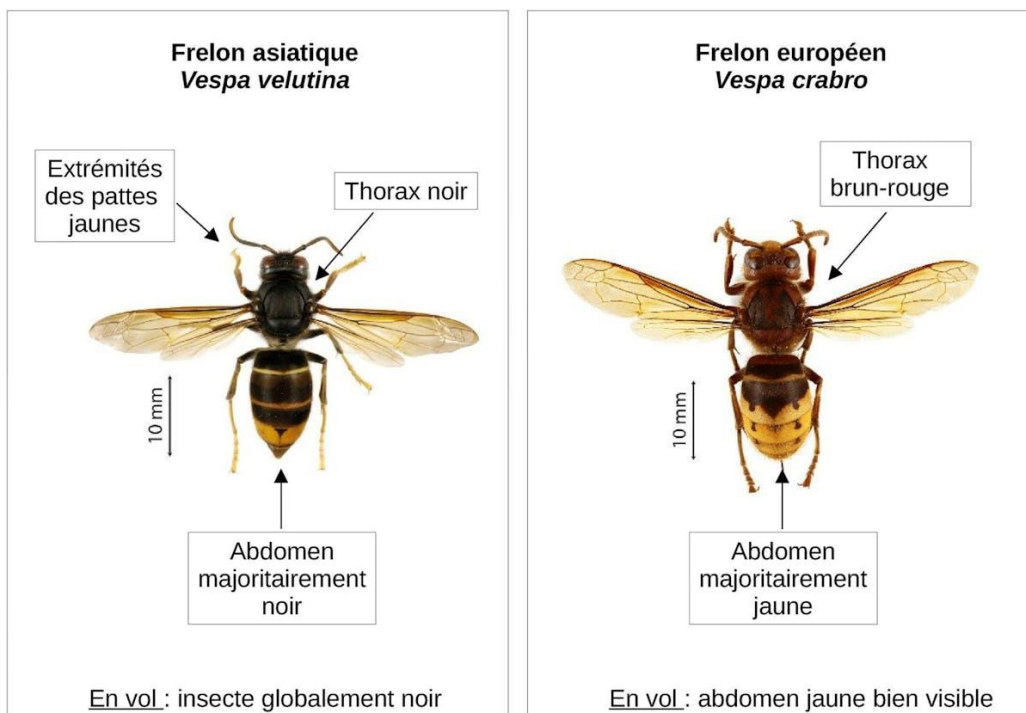 Frelon asiatique
Vespa velutina
Extrémités
des pattes
jaunes
Thorax noir
10 mm
Abdomen
majoritairement
noir
En vol : insecte globalement noir
Frelon européen
Vespa crabro
Thorax
brun-rouge
10 mm
Abdomen
majoritairement
jaune
En vol : abdomen jaune bien visible